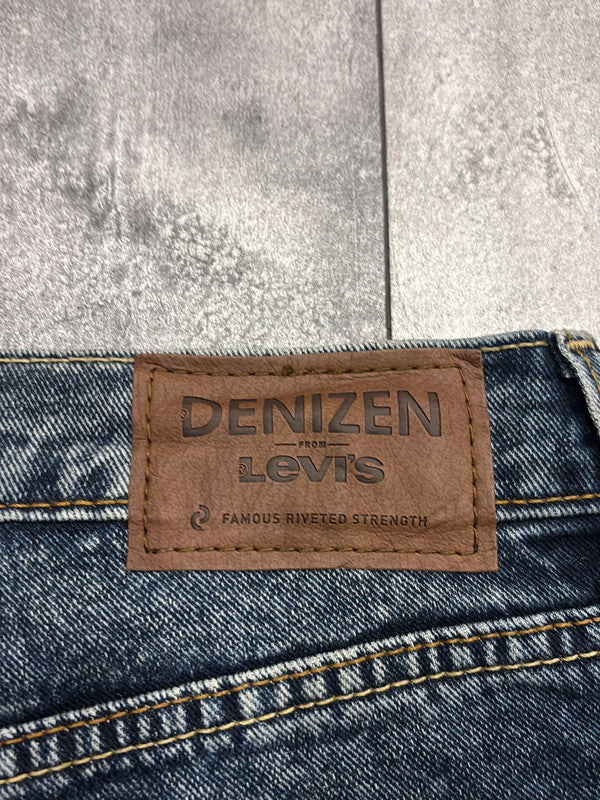 DENIZEN
FROM
Levi's
FAMOUS RIVETED STRENGTH